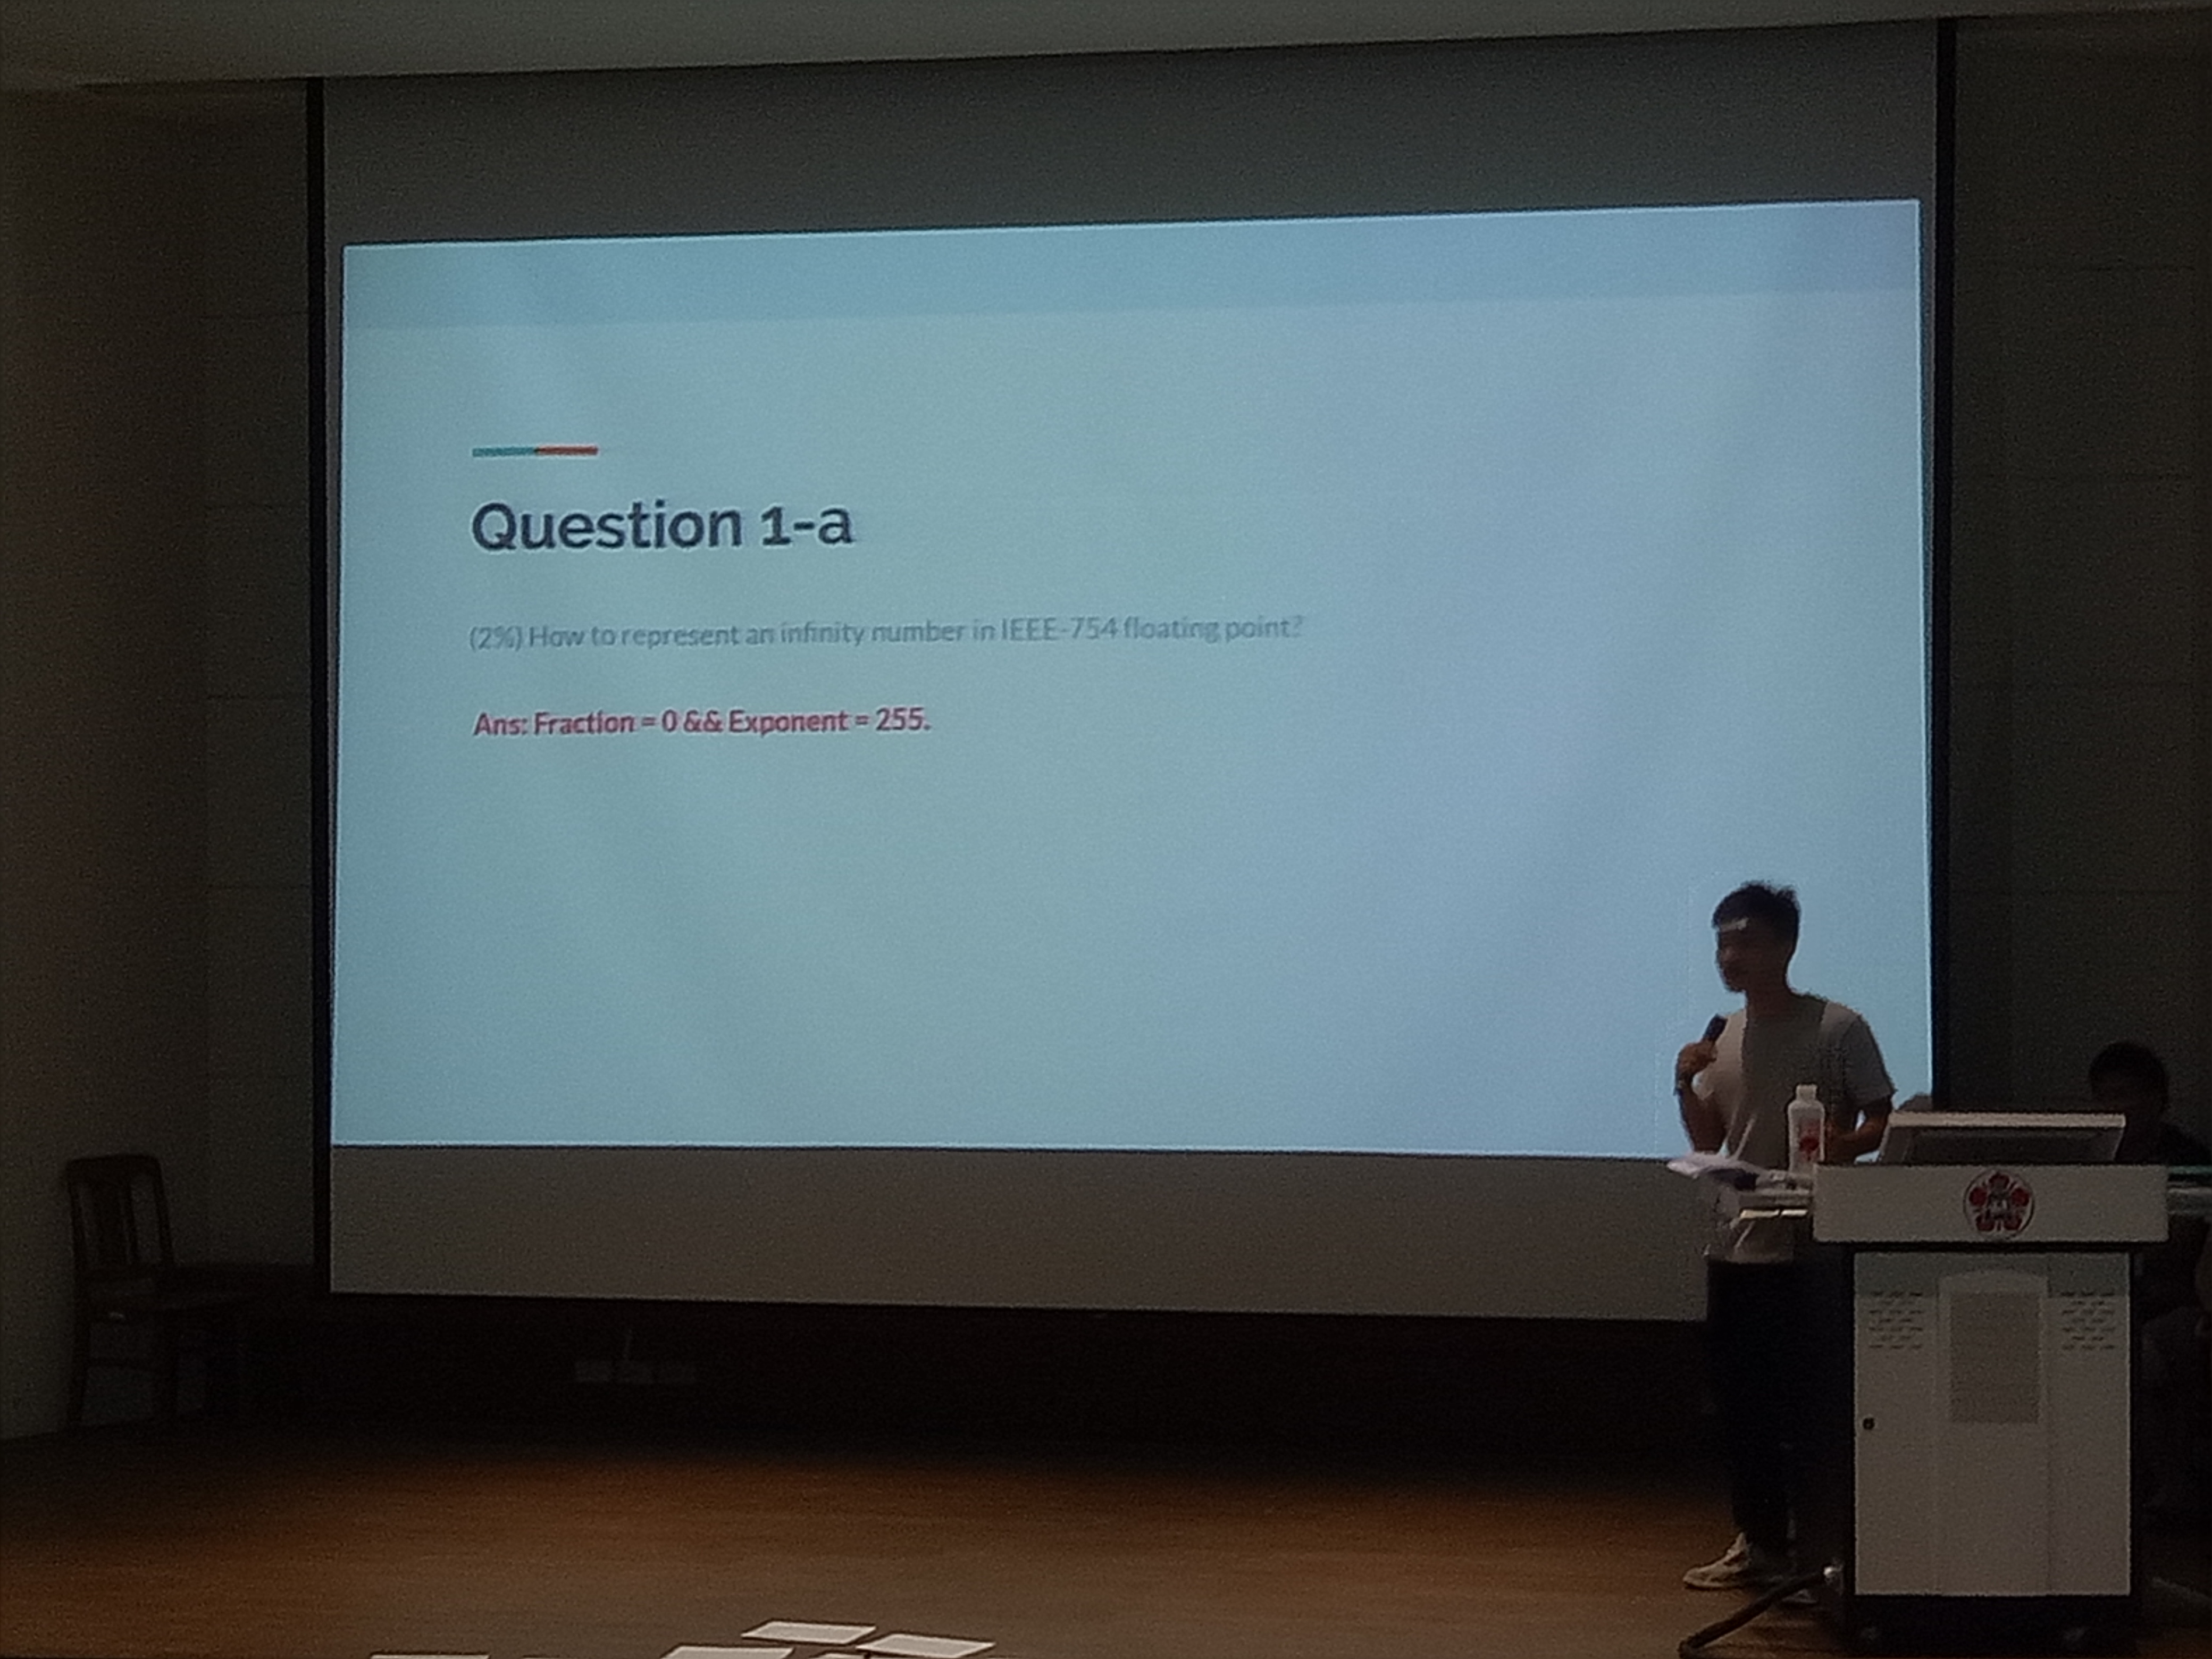 Question 1-a
(2%) How to represent an infinity number in IEEE-754 floating point?
Ans: Fraction = 0 && Exponent = 255.